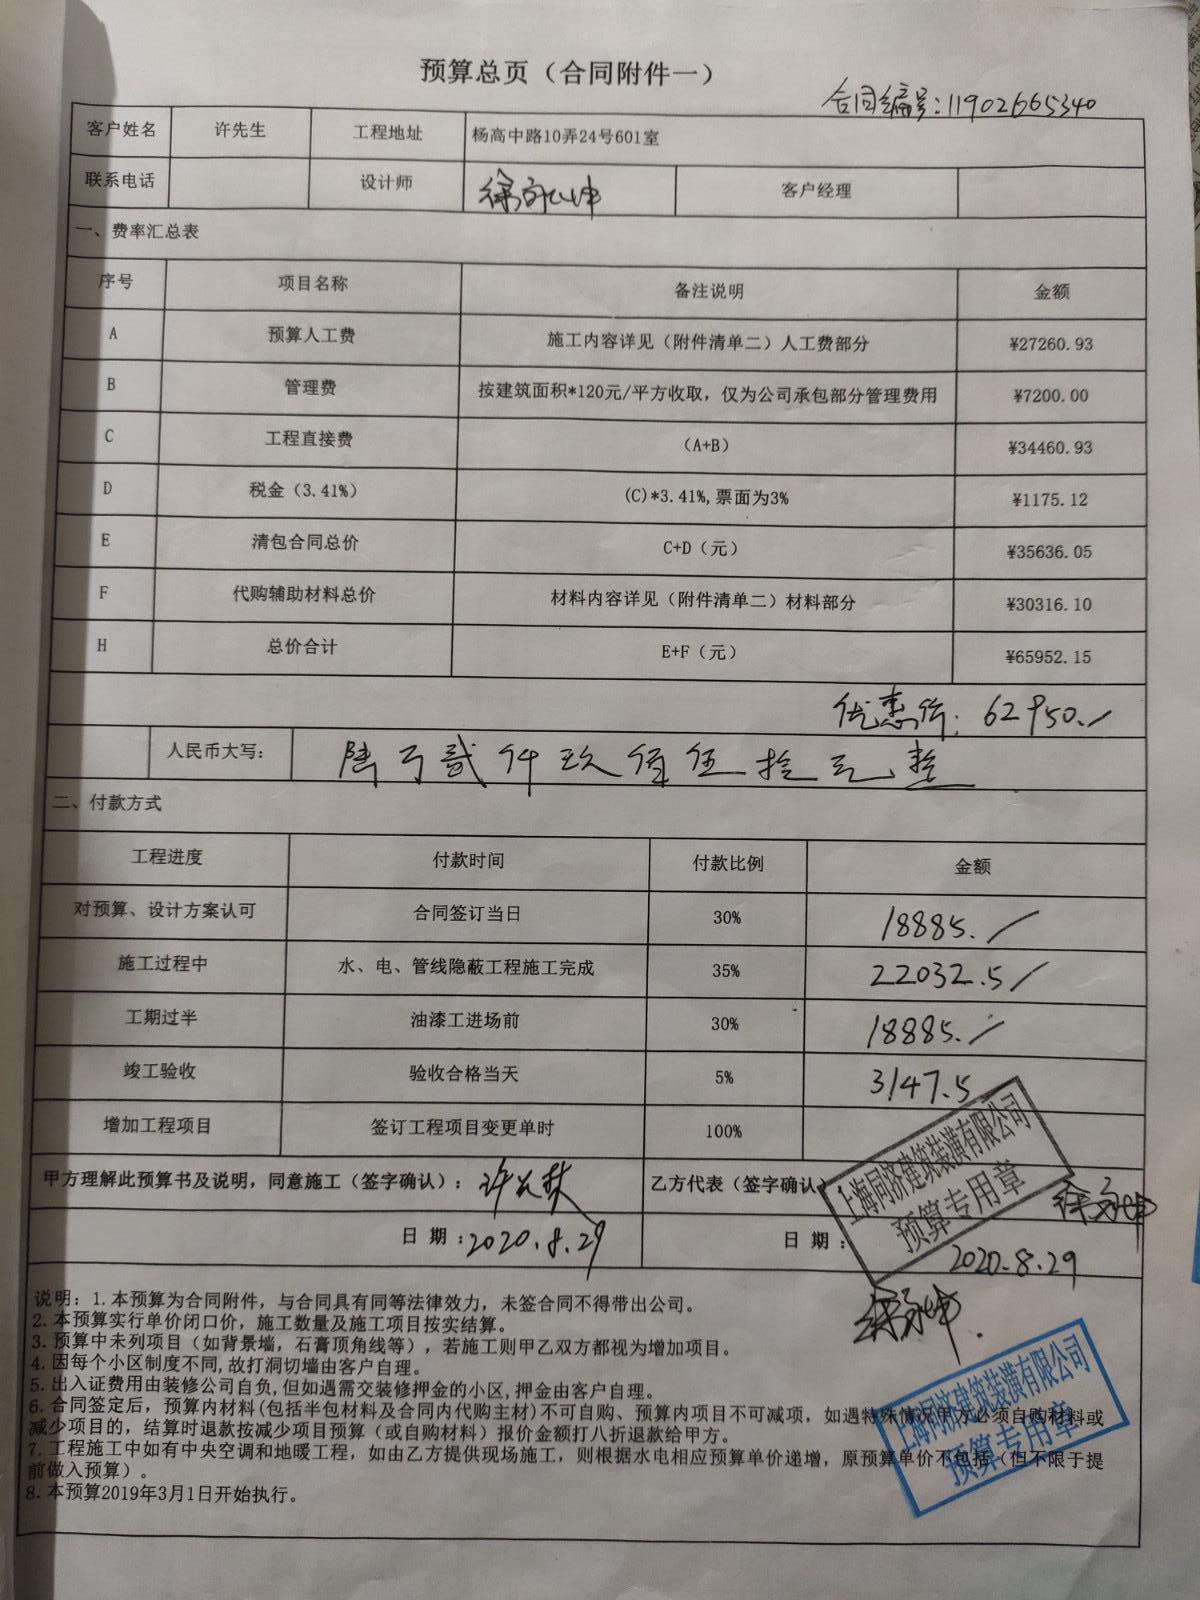 预算总页（合同附件一）
合同编号:11902665340
客户姓名 许先生 工程地址 杨高中路10弄24号601室
联系电话 设计师 徐永坤 客户经理
一、费率汇总表
序号 项目名称 备注说明 金额
A 预算人工费 施工内容详见（附件清单二）人工费部分 ¥27260.93
B 管理费 按建筑面积*120元/平方收取，仅为公司承包部分管理费用 ¥7200.00
C 工程直接费 (A+B) ¥34460.93
D 税金（3.41%） (C)*3.41%,票面为3% ¥1175.12
E 清包合同总价 C+D（元） ¥35636.05
F 代购辅助材料总价 材料内容详见（附件清单二）材料部分 ¥30316.10
H 总价合计 E+F（元） ¥65952.15
优惠价: 62950./
人民币大写: 陆万贰仟玖佰伍拾元整
二、付款方式
工程进度 付款时间 付款比例 金额
对预算、设计方案认可 合同签订当日 30% 18885./
施工过程中 水、电、管线隐蔽工程施工完成 35% 22032.5/
工期过半 油漆工进场前 30% 18885./
竣工验收 验收合格当天 5% 3147.5
增加工程项目 签订工程项目变更单时 100%
甲方理解此预算书及说明，同意施工（签字确认）： 乙方代表（签字确认） 徐永坤
日 期:2020.8.29 日 期: 2020.8.29
上海同济建筑装潢有限公司
预算专用章
徐永坤
说明：1.本预算为合同附件，与合同具有同等法律效力，未签合同不得带出公司。
2.本预算实行单价闭口价，施工数量及施工项目按实结算。
3.预算中未列项目（如背景墙，石膏顶角线等），若施工则甲乙双方都视为增加项目。
4.因每个小区制度不同,故打洞切墙由客户自理。
5.出入证费用由装修公司自负,但如遇需交装修押金的小区,押金由客户自理。
6.合同签定后，预算内材料(包括半包材料及合同内代购主材)不可自购、预算内项目不可减项，如遇特殊情况甲方必须自购材料或
减少项目的，结算时退款按减少项目预算（或自购材料）报价金额打八折退款给甲方。
7.工程施工中如有中央空调和地暖工程，如由乙方提供现场施工，则根据水电相应预算单价递增，原预算单价不包括（但不限于提
前做入预算）。
8.本预算2019年3月1日开始执行。
上海同济建筑装潢有限公司
预算专用章